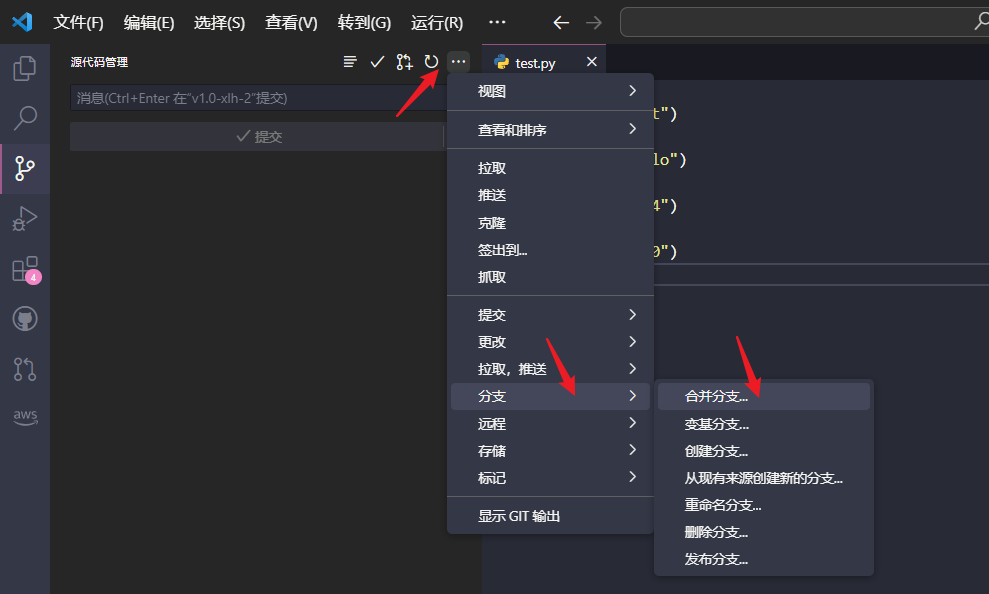 文件(F) 编辑(E) 选择(S) 查看(V) 转到(G) 运行(R) ···
源代码管理
test.py
消息(Ctrl+Enter 在"v1.0-xlh-2"提交)
提交
t")
lo")
4")
0")
视图
查看和排序
拉取
推送
克隆
签出到...
抓取
提交
更改
拉取，推送
分支
远程
存储
标记
显示 GIT 输出
合并分支...
变基分支...
创建分支...
从现有来源创建新的分支...
重命名分支...
删除分支...
发布分支...
4
aws